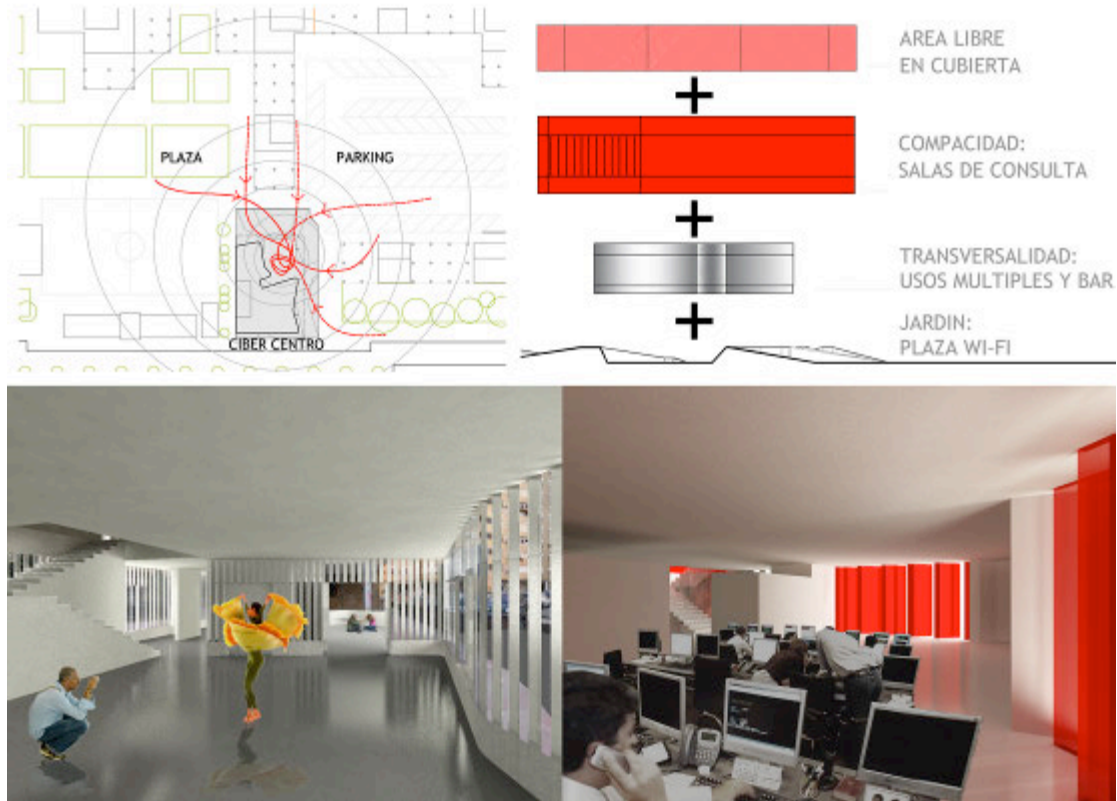 PLAZA
PARKING
CIBER CENTRO
AREA LIBRE
EN CUBIERTA
COMPACIDAD:
SALAS DE CONSULTA
TRANSVERSALIDAD:
USOS MULTIPLES Y BAR
JARDIN:
PLAZA WI-FI